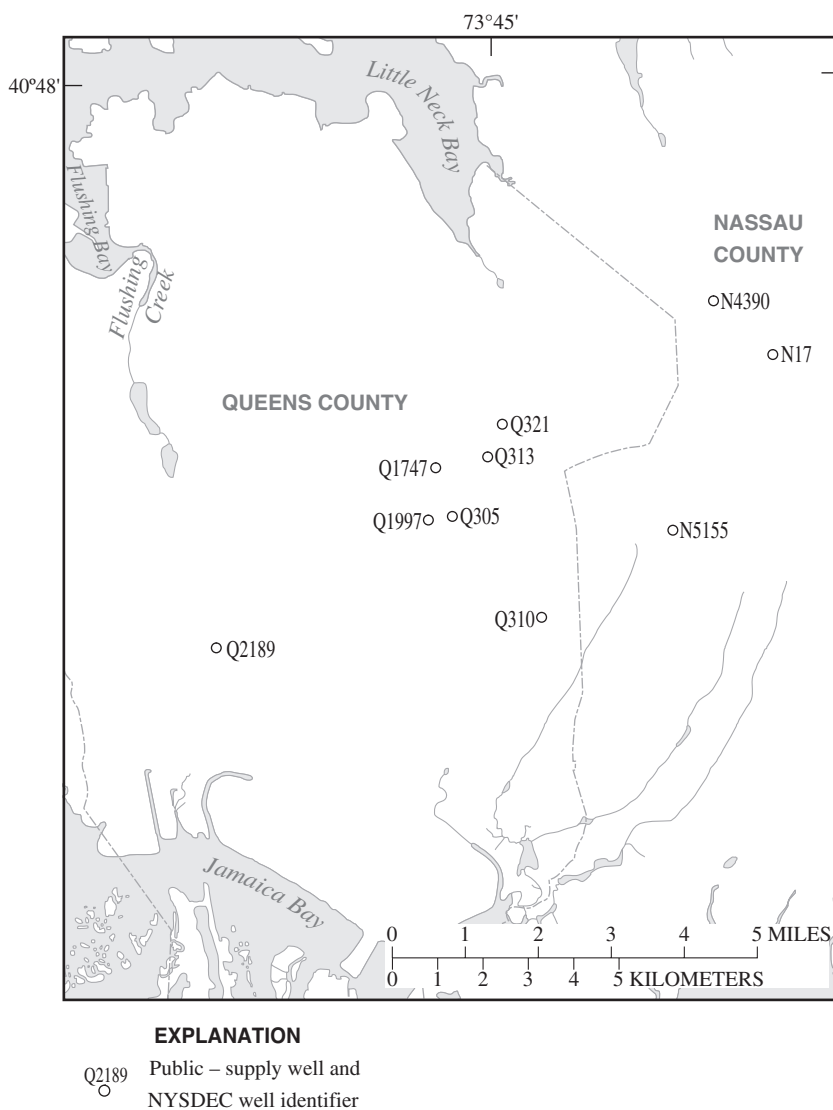 73°45'
40°48'
Little Neck Bay
Flushing Bay
Flushing
Creek
NASSAU
COUNTY
N4390
N17
QUEENS COUNTY
Q321
Q313
Q1747
Q305
Q1997
N5155
Q310
Q2189
Jamaica Bay
0 1 2 3 4 5 MILES
0 1 2 3 4 5 KILOMETERS
EXPLANATION
Q2189
Public – supply well and
NYSDEC well identifier